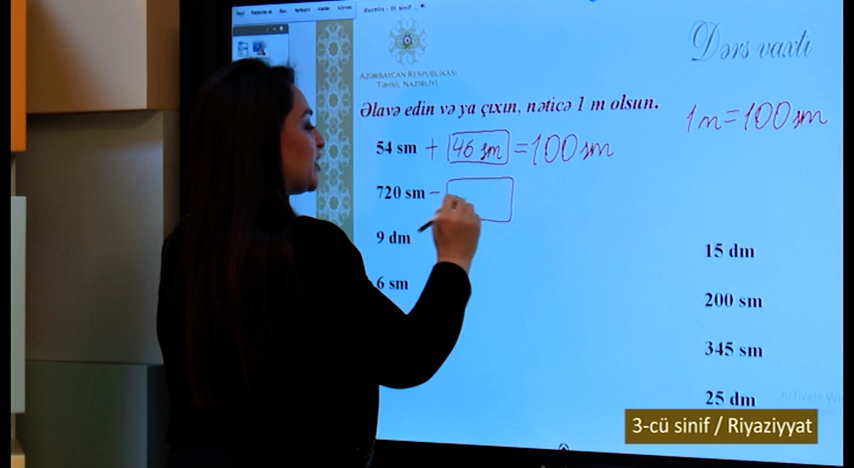 Dərs vaxtı
AZƏRBAYCAN RESPUBLİKASI
TƏHSİL NAZİRLİYİ
Əlavə edin və ya çıxın, nəticə 1 m olsun.
1m=100sm
54 sm + 46 sm =100sm
720 sm −
9 dm
6 sm
15 dm
200 sm
345 sm
25 dm
3-cü sinif / Riyaziyyat